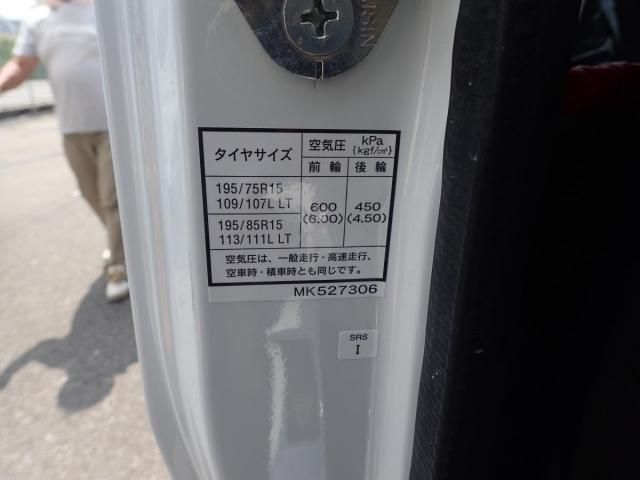 AISIN
タイヤサイズ
空気圧 kPa
{kgf/cm²}
前輪 後輪
195/75R15
109/107L LT
195/85R15
113/111L LT
600
(6.00)
450
(4.50)
空気圧は、一般走行・高速走行、
空車時・積車時とも同じです。
MK527306
SRS
I